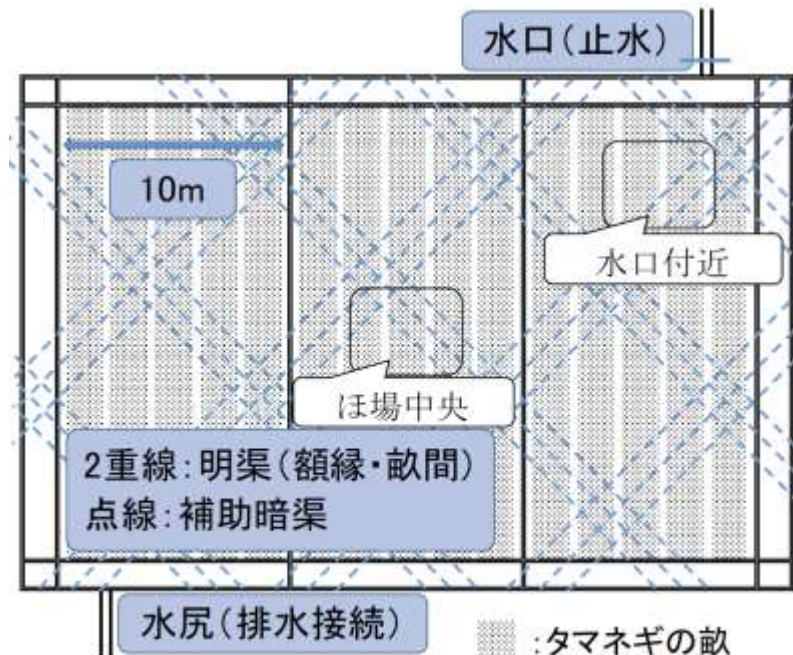 水口(止水)
10m
水口付近
ほ場中央
2重線:明渠(額縁・畝間)
点線:補助暗渠
水尻(排水接続)
:タマネギの畝